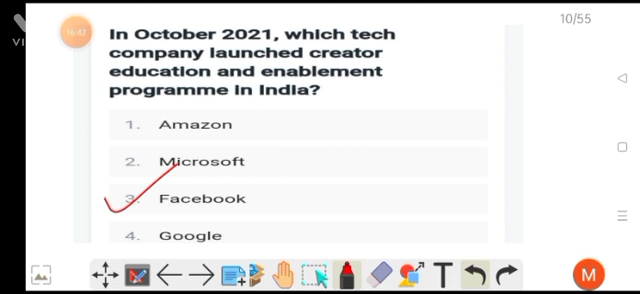 10/55
16:42
VI
In October 2021, which tech
company launched creator
education and enablement
programme in India?
1. Amazon
2. Microsoft
3. Facebook
4. Google
T
M